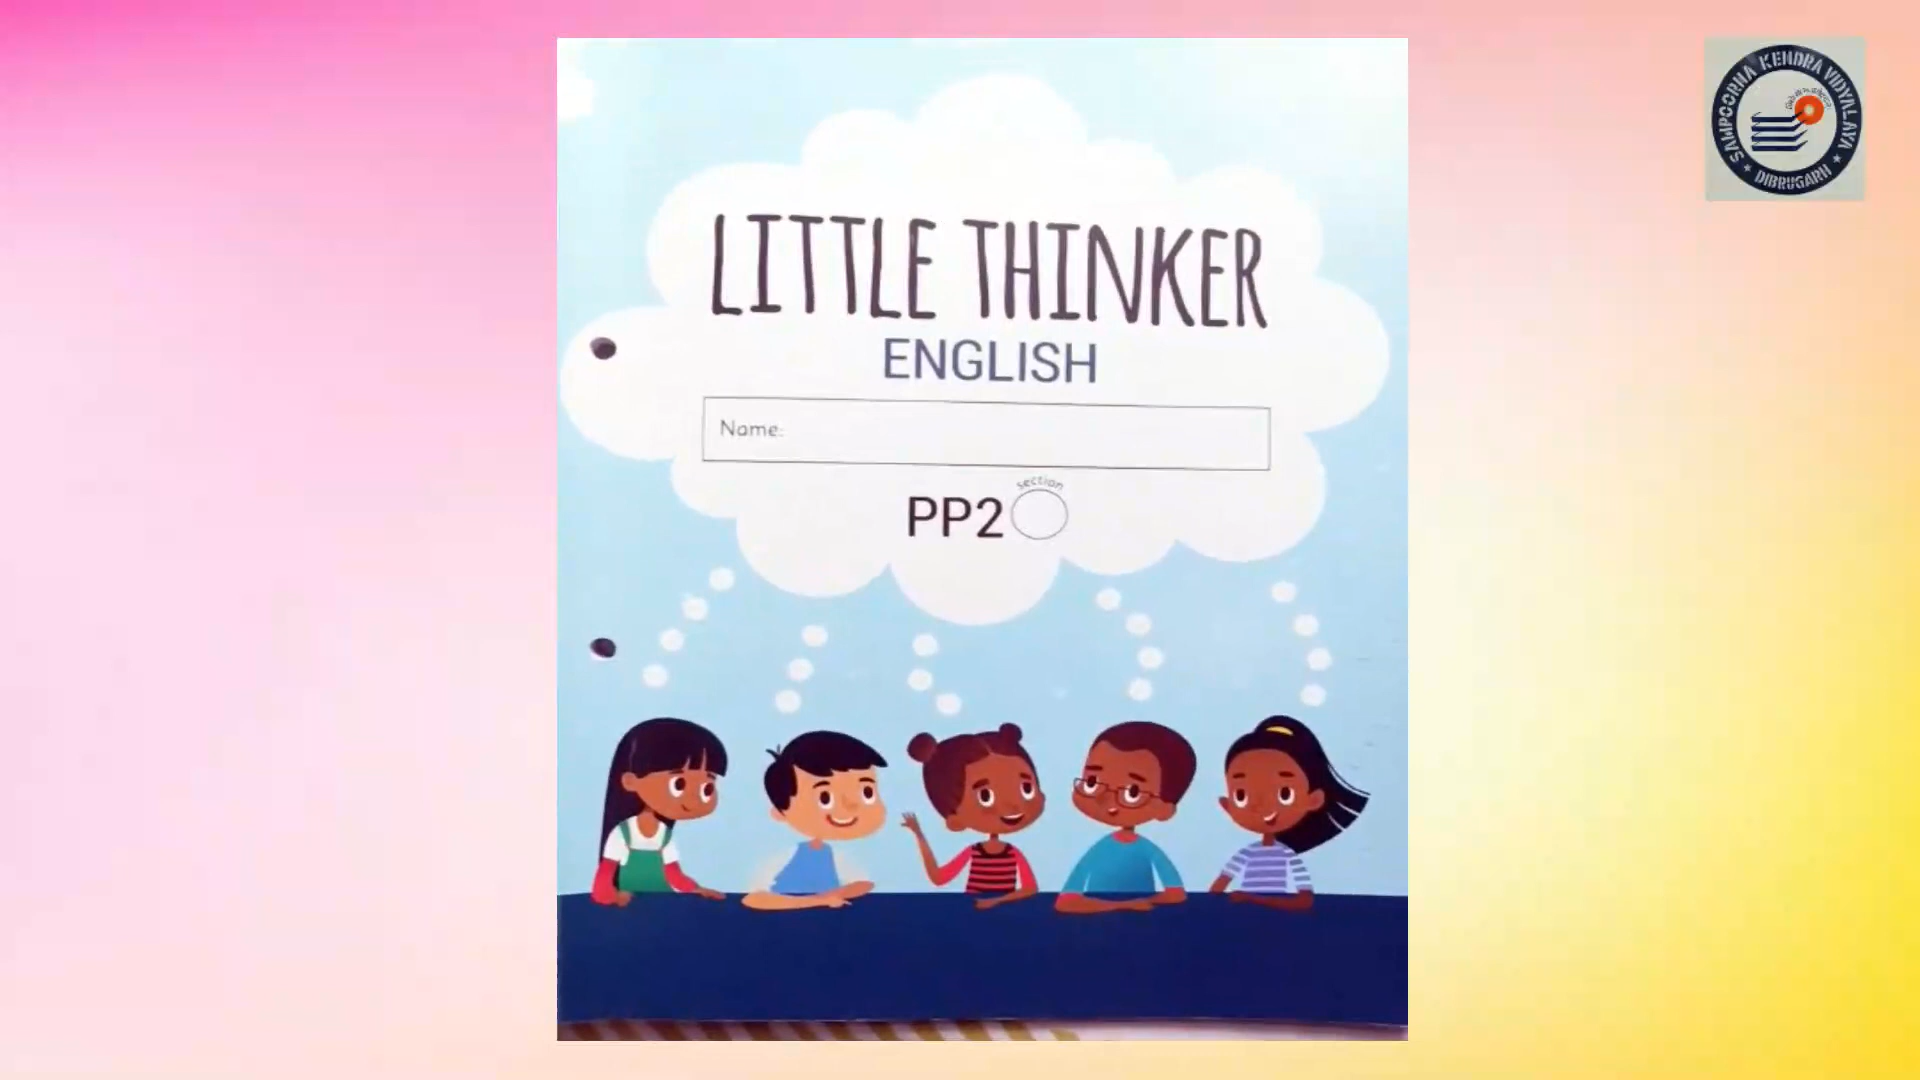 LITTLE THINKER
ENGLISH
Name:
section
PP2
SAMPOORNA KENDRA VIDYALAYA
DIBRUGARH